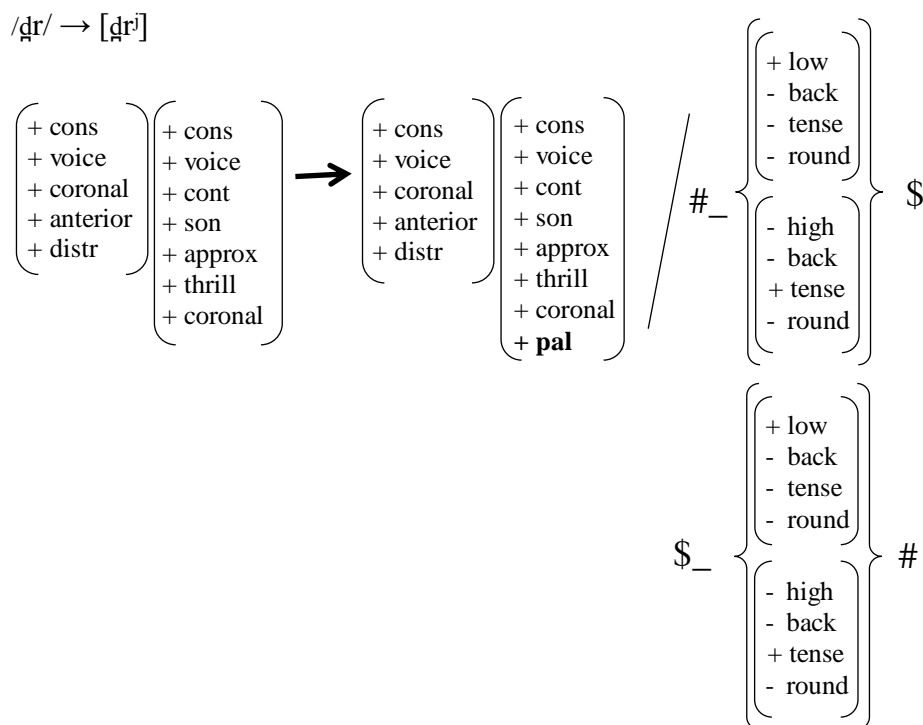 /d̪r/ → [d̪rʲ]
+ cons
+ voice
+ coronal
+ anterior
+ distr
+ cons
+ voice
+ cont
+ son
+ approx
+ thrill
+ coronal
+ cons
+ voice
+ coronal
+ anterior
+ distr
+ cons
+ voice
+ cont
+ son
+ approx
+ thrill
+ coronal
+ pal
#_
+ low
- back
- tense
- round
- high
- back
+ tense
- round
$
$_
+ low
- back
- tense
- round
- high
- back
+ tense
- round
#